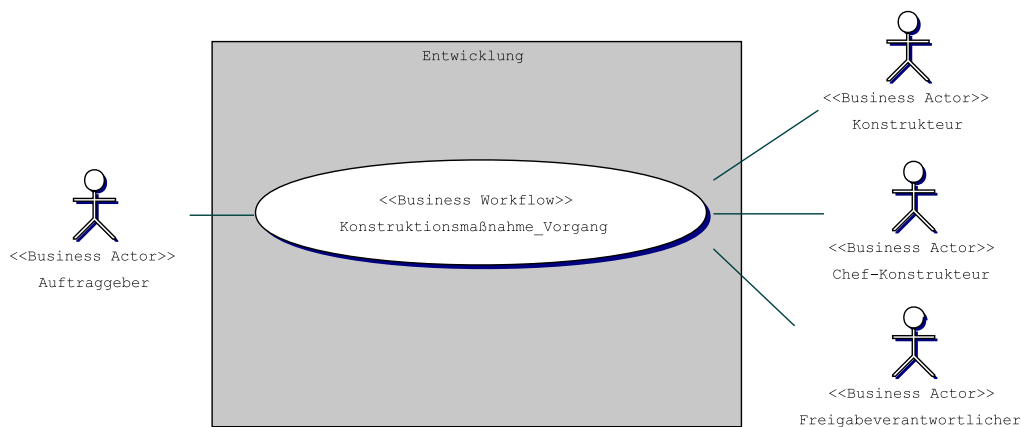 Entwicklung
<<Business Actor>>
Konstrukteur
<<Business Workflow>>
Konstruktionsmaßnahme_Vorgang
<<Business Actor>>
Auftraggeber
<<Business Actor>>
Chef-Konstrukteur
<<Business Actor>>
Freigabeverantwortlicher